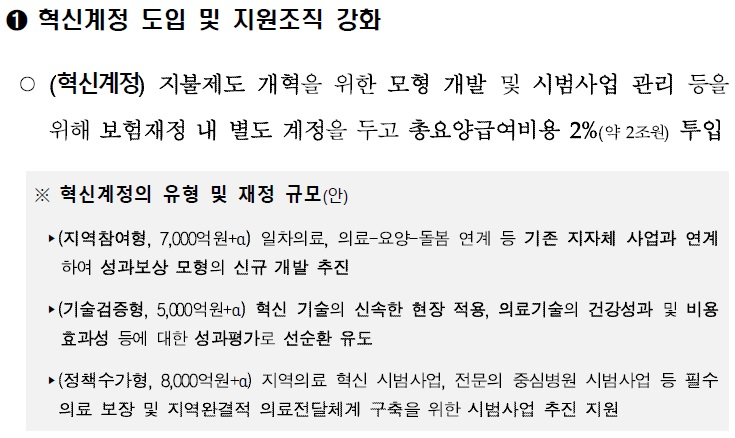 ❶ 혁신계정 도입 및 지원조직 강화
○ (혁신계정) 지불제도 개혁을 위한 모형 개발 및 시범사업 관리 등을
위해 보험재정 내 별도 계정을 두고 총요양급여비용 2%(약 2조원) 투입
※ 혁신계정의 유형 및 재정 규모(안)
▸(지역참여형, 7,000억원+α) 일차의료, 의료-요양-돌봄 연계 등 기존 지자체 사업과 연계
하여 성과보상 모형의 신규 개발 추진
▸(기술검증형, 5,000억원+α) 혁신 기술의 신속한 현장 적용, 의료기술의 건강성과 및 비용
효과성 등에 대한 성과평가로 선순환 유도
▸(정책수가형, 8,000억원+α) 지역의료 혁신 시범사업, 전문의 중심병원 시범사업 등 필수
의료 보장 및 지역완결적 의료전달체계 구축을 위한 시범사업 추진 지원